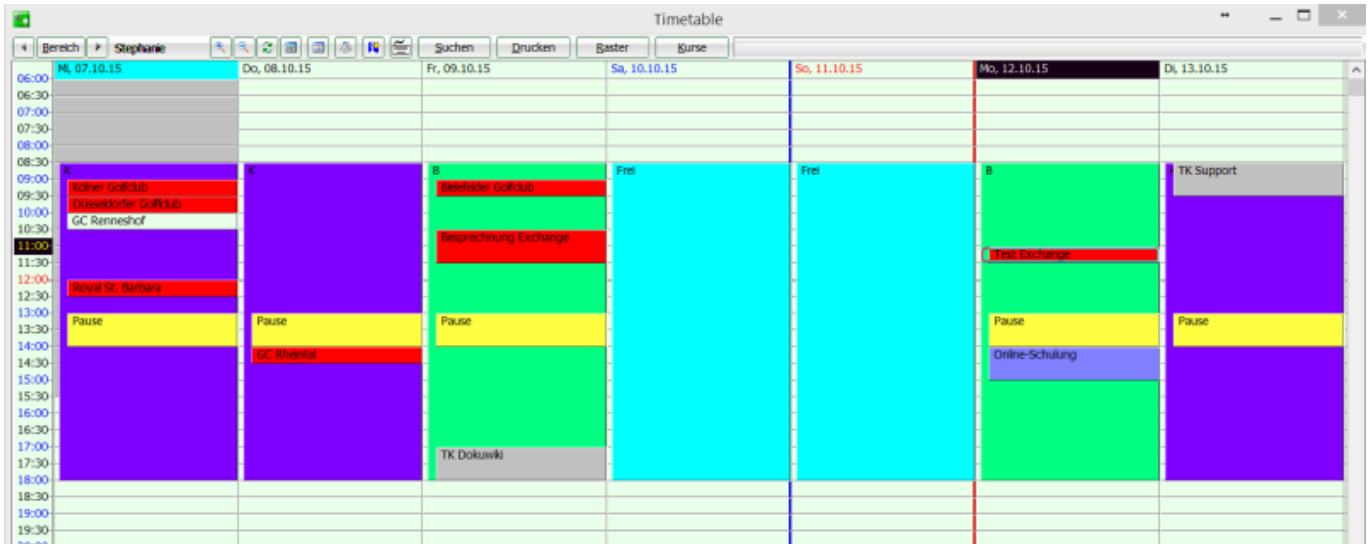 Timetable
Bereich Stephanie Suchen Drucken Raster Kurse
Mi, 07.10.15 Do, 08.10.15 Fr, 09.10.15 Sa, 10.10.15 So, 11.10.15 Mo, 12.10.15 Di, 13.10.15
06:00
06:30
07:00
07:30
08:00
08:30
K K B Frei Frei B TK Support
09:00
Kölner Golfclub Bielefelder Golfclub
09:30
Düsseldorfer Golfclub
10:00
GC Renneshof
10:30
Besprechnung Exchange
11:00
Test Exchange
11:30
12:00
Royal St. Barbara
12:30
13:00
Pause Pause Pause Pause Pause
13:30
14:00
GC Rheintal Online-Schulung
14:30
15:00
15:30
16:00
16:30
17:00
TK Dokuwiki
17:30
18:00
18:30
19:00
19:30